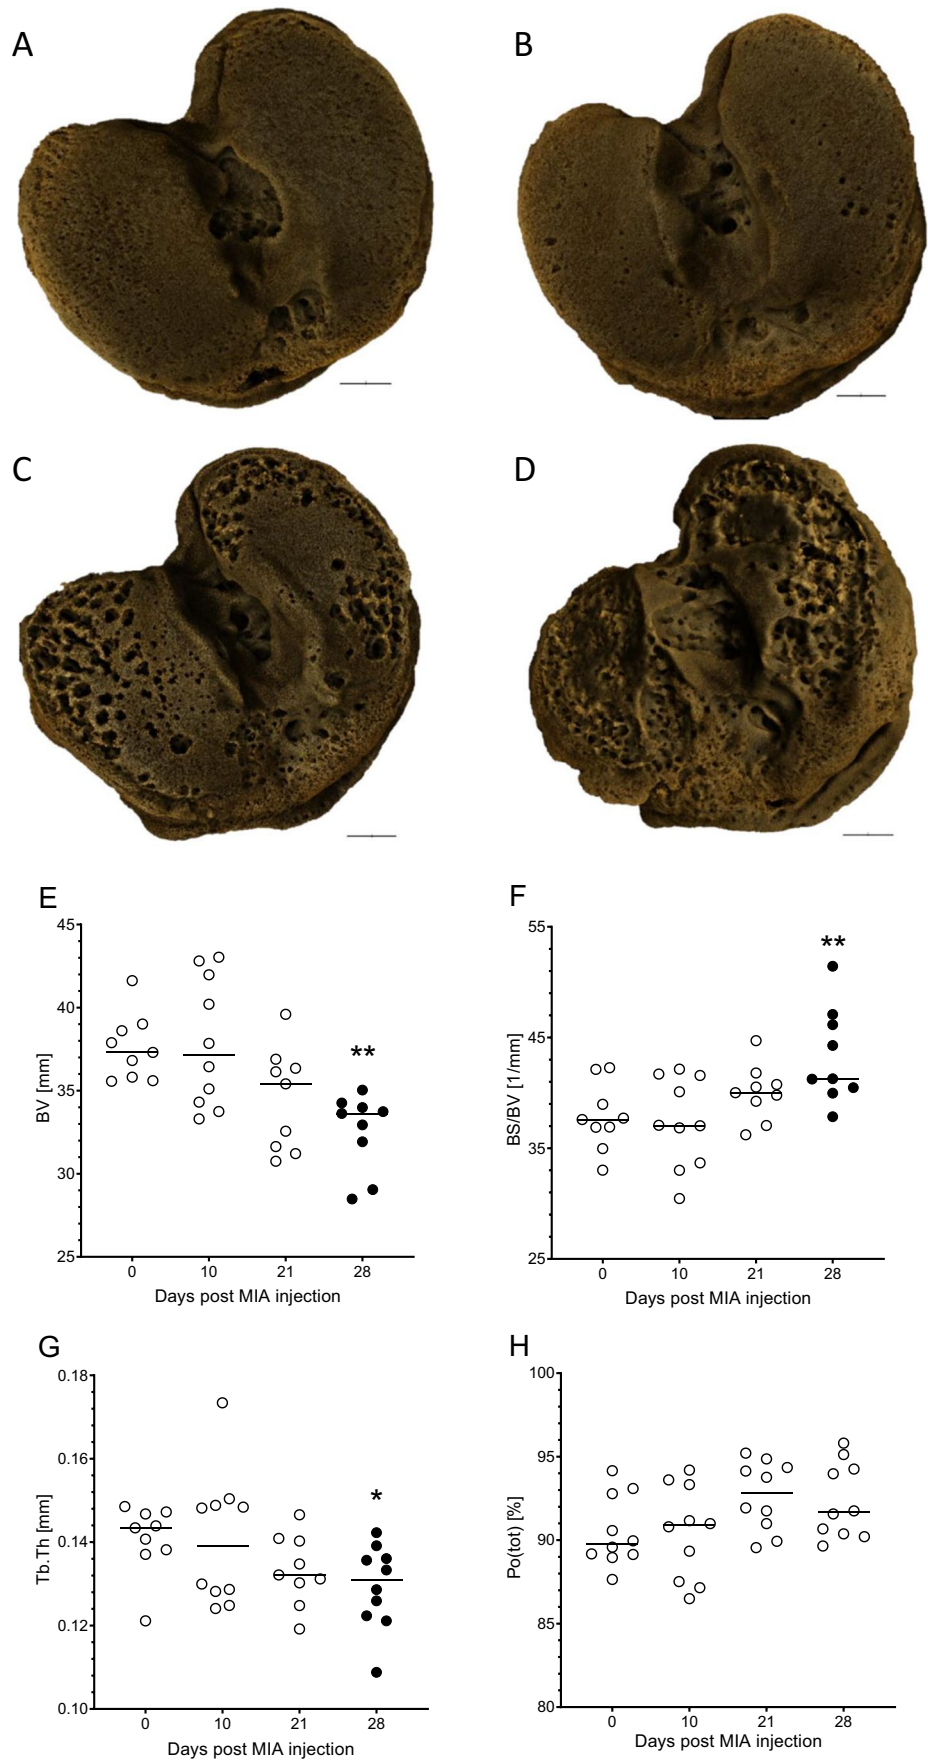 A
B
C
D
E
45
40
35
30
25
BV [mm]
**
0 10 21 28
Days post MIA injection
F
55
45
35
25
BS/BV [1/mm]
**
0 10 21 28
Days post MIA injection
G
0.18
0.16
0.14
0.12
0.10
Tb.Th [mm]
*
0 10 21 28
Days post MIA injection
H
100
95
90
85
80
Po(tot) [%]
0 10 21 28
Days post MIA injection